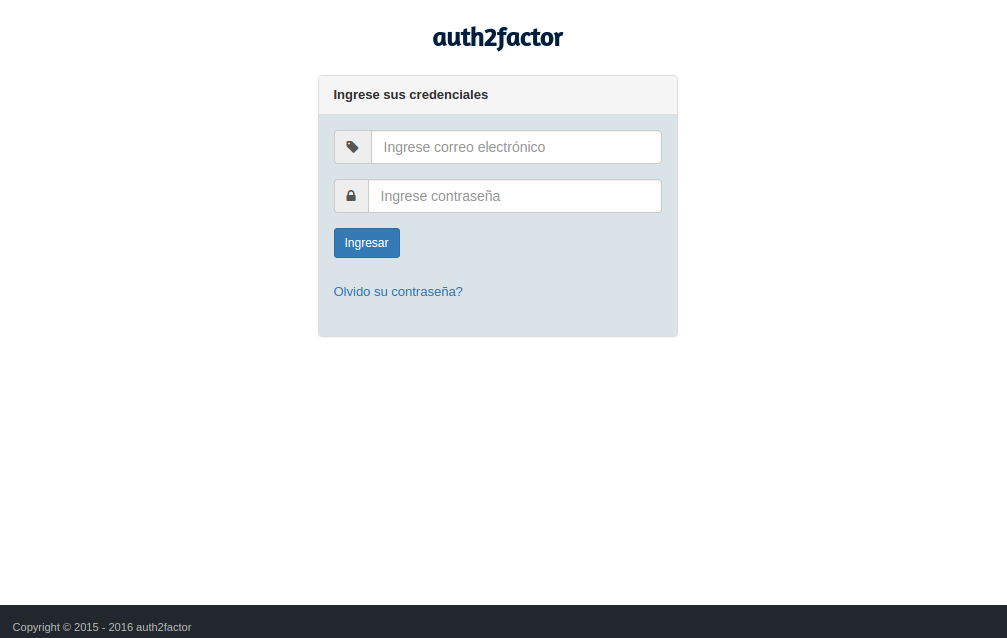 auth2factor
Ingrese sus credenciales
Ingrese correo electrónico
Ingrese contraseña
Ingresar
Olvido su contraseña?
Copyright © 2015 - 2016 auth2factor